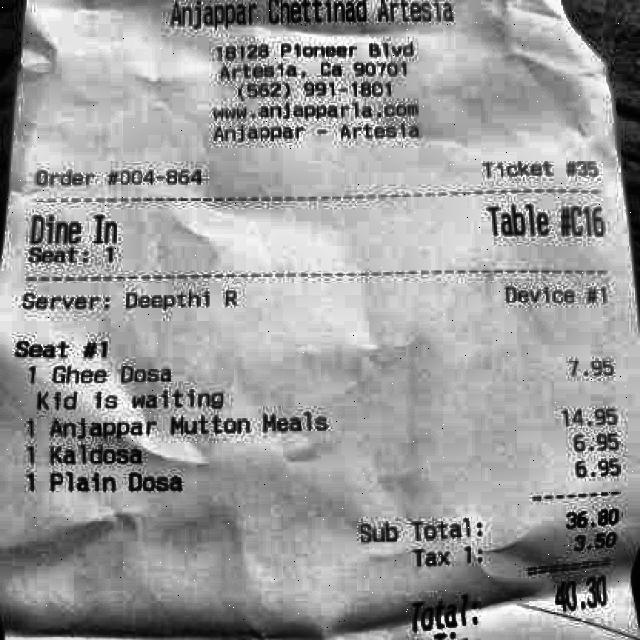 Anjappar Chettinad Artesia
18128 Pioneer Blvd
Artesia, Ca 90701
(562) 991-1801
www.anjapparla.com
Anjappar - Artesia
Order #004-864 Ticket #35
Dine In Table #C16
Seat: 1
Server: Deepthi R Device #1
Seat #1
1 Ghee Dosa 7.95
Kid is waiting
1 Anjappar Mutton Meals 14.95
1 Kaldosa 6.95
1 Plain Dosa 6.95
Sub Total: 36.80
Tax 1: 3.50
Total: 40.30